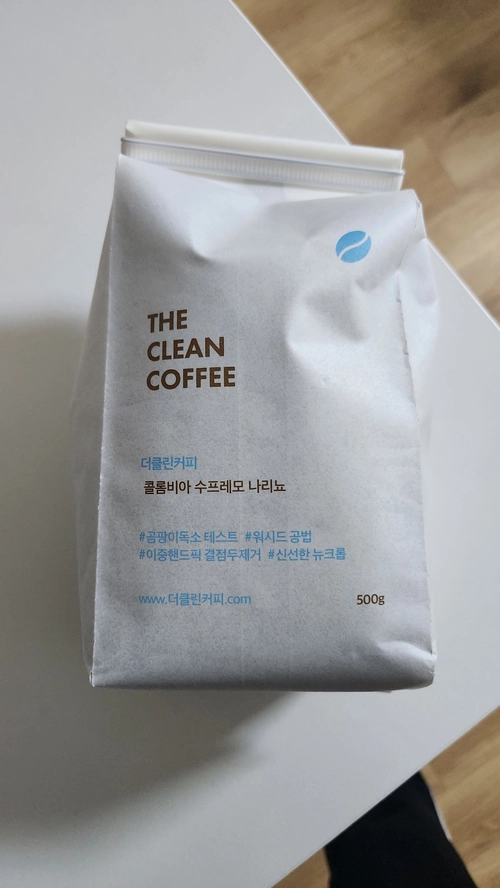 THE
CLEAN
COFFEE
더클린커피
콜롬비아 수프레모 나리뇨
#곰팡이독소 테스트 #워시드 공법
#이중핸드픽 결점두제거 #신선한 뉴크롭
www.더클린커피.com
500g